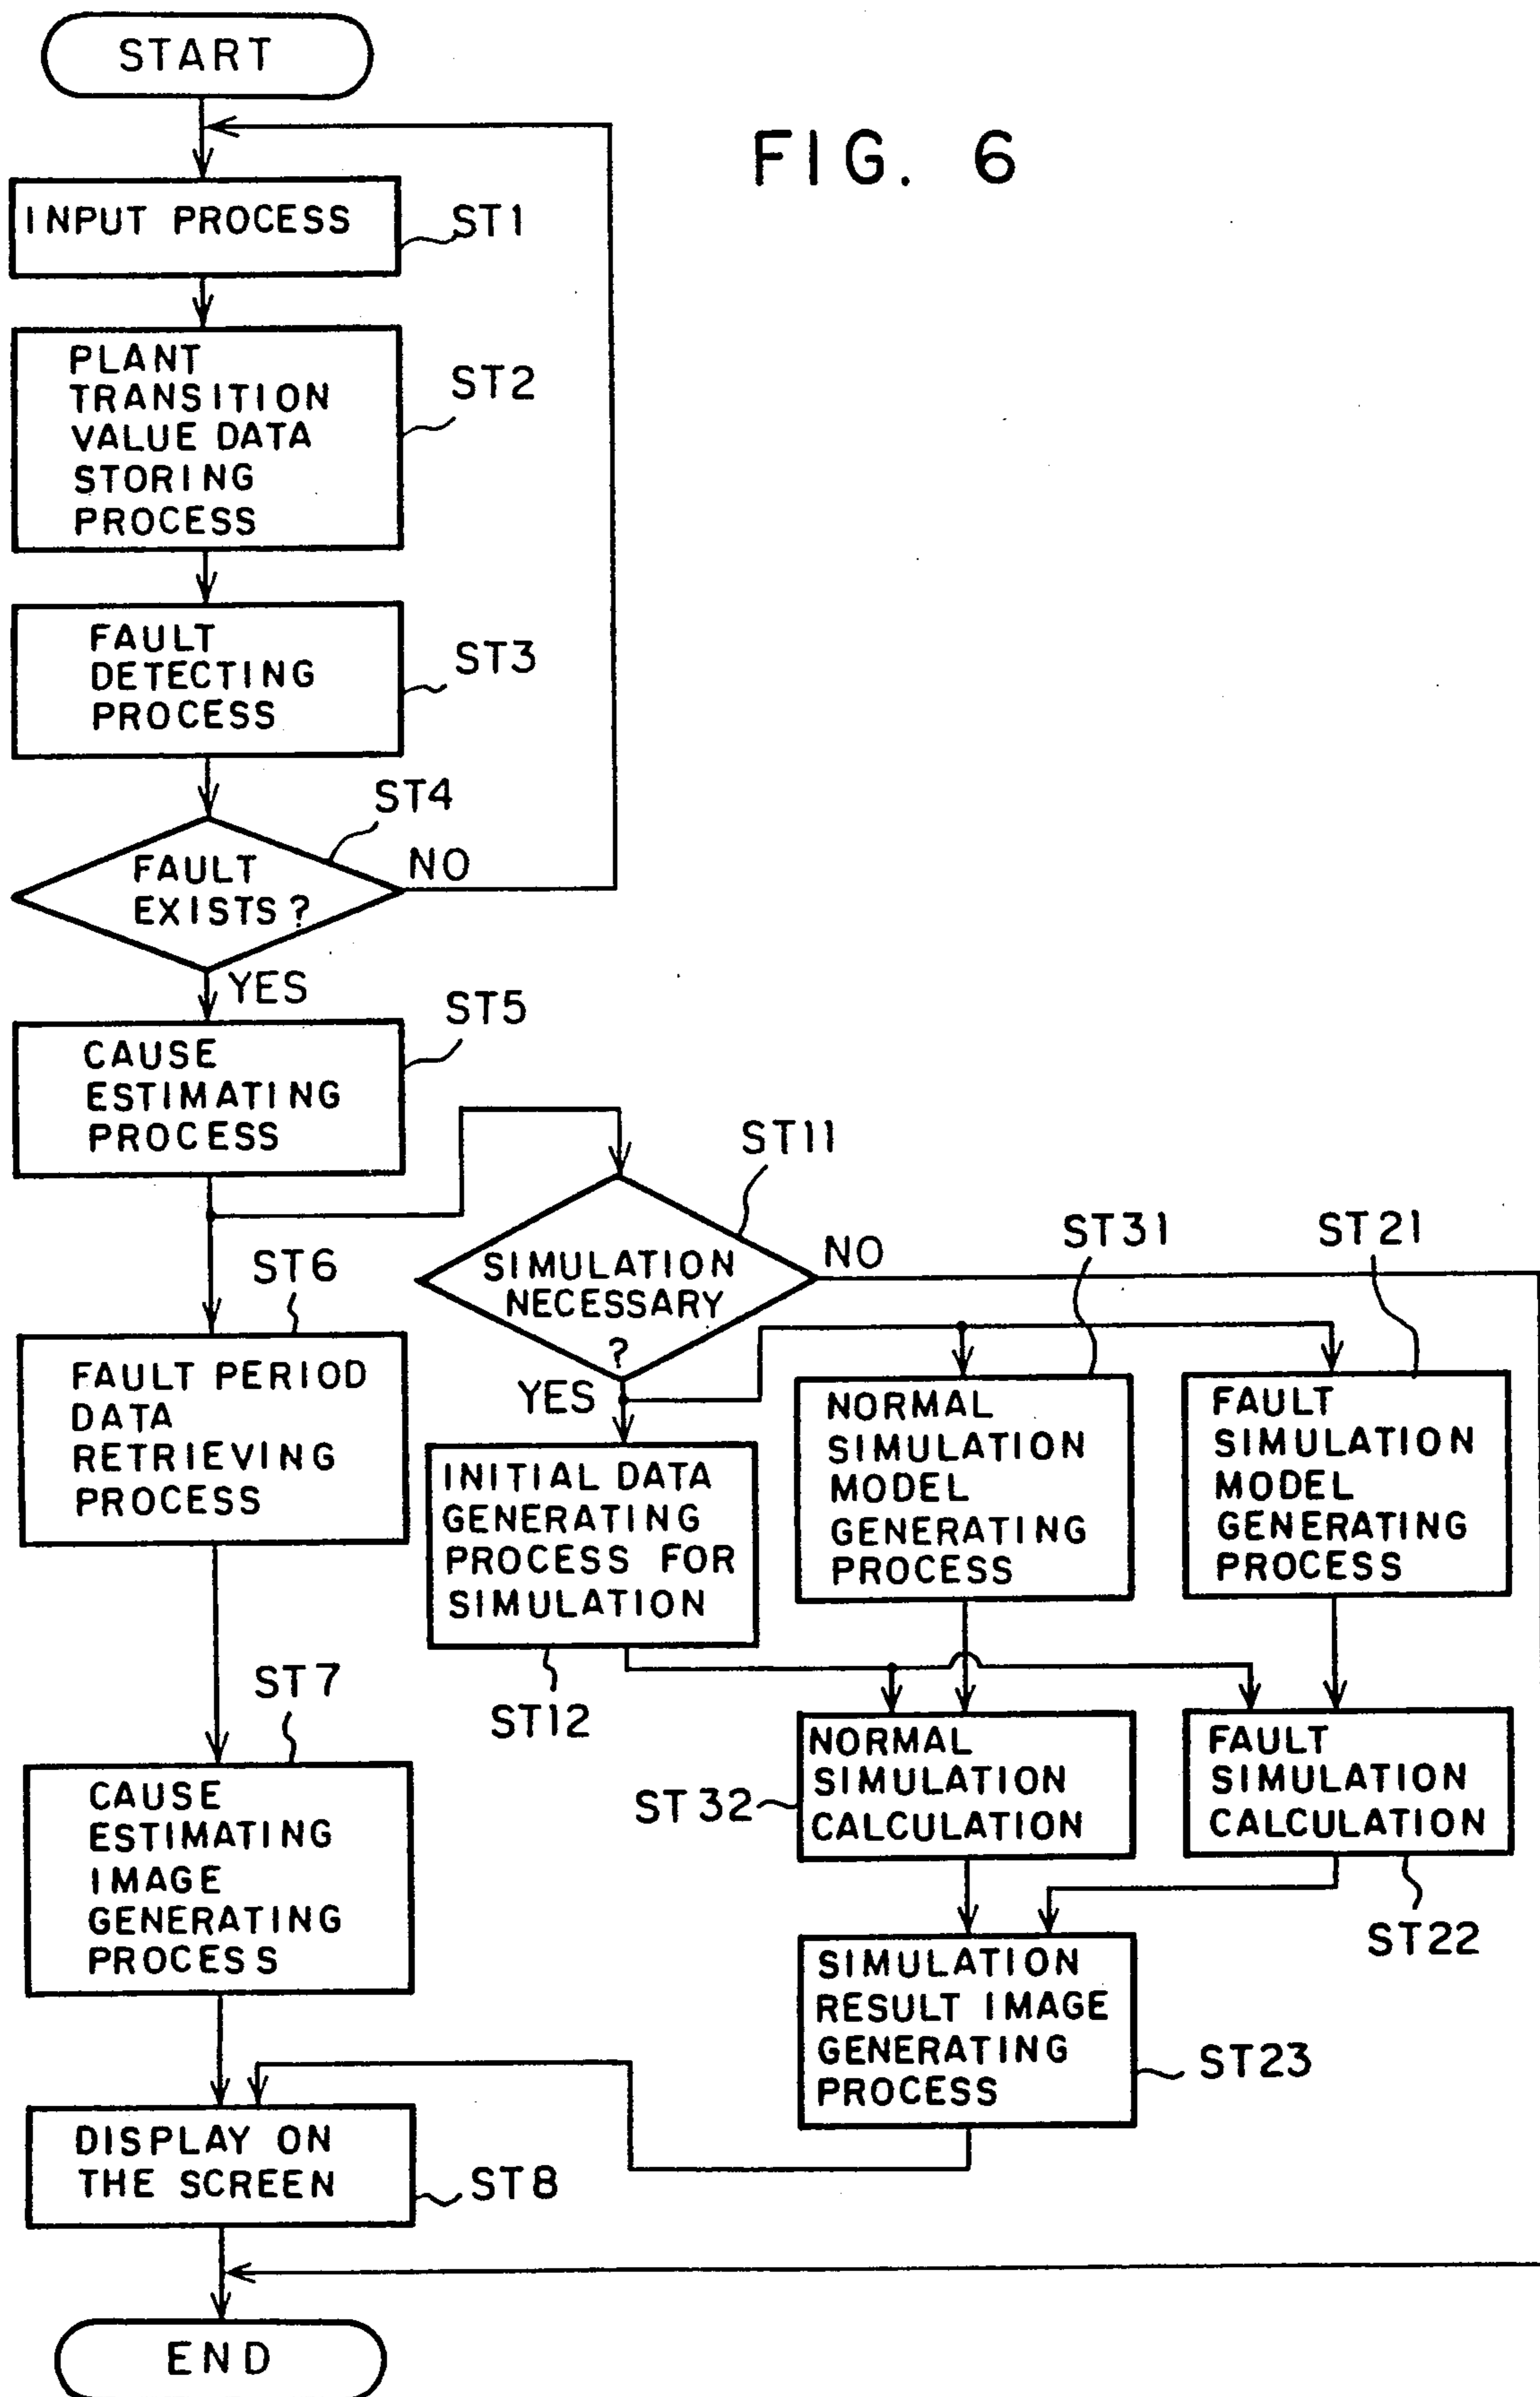 START
FIG. 6
INPUT PROCESS
ST1
PLANT
TRANSITION
VALUE DATA
STORING
PROCESS
ST2
FAULT
DETECTING
PROCESS
ST3
ST4
FAULT
EXISTS?
NO
YES
CAUSE
ESTIMATING
PROCESS
ST5
ST11
SIMULATION
NECESSARY
?
NO
YES
ST6
FAULT PERIOD
DATA
RETRIEVING
PROCESS
ST31
ST21
INITIAL DATA
GENERATING
PROCESS FOR
SIMULATION
ST12
NORMAL
SIMULATION
MODEL
GENERATING
PROCESS
FAULT
SIMULATION
MODEL
GENERATING
PROCESS
ST7
CAUSE
ESTIMATING
IMAGE
GENERATING
PROCESS
ST32
NORMAL
SIMULATION
CALCULATION
FAULT
SIMULATION
CALCULATION
ST22
SIMULATION
RESULT IMAGE
GENERATING
PROCESS
ST23
DISPLAY ON
THE SCREEN
ST8
END